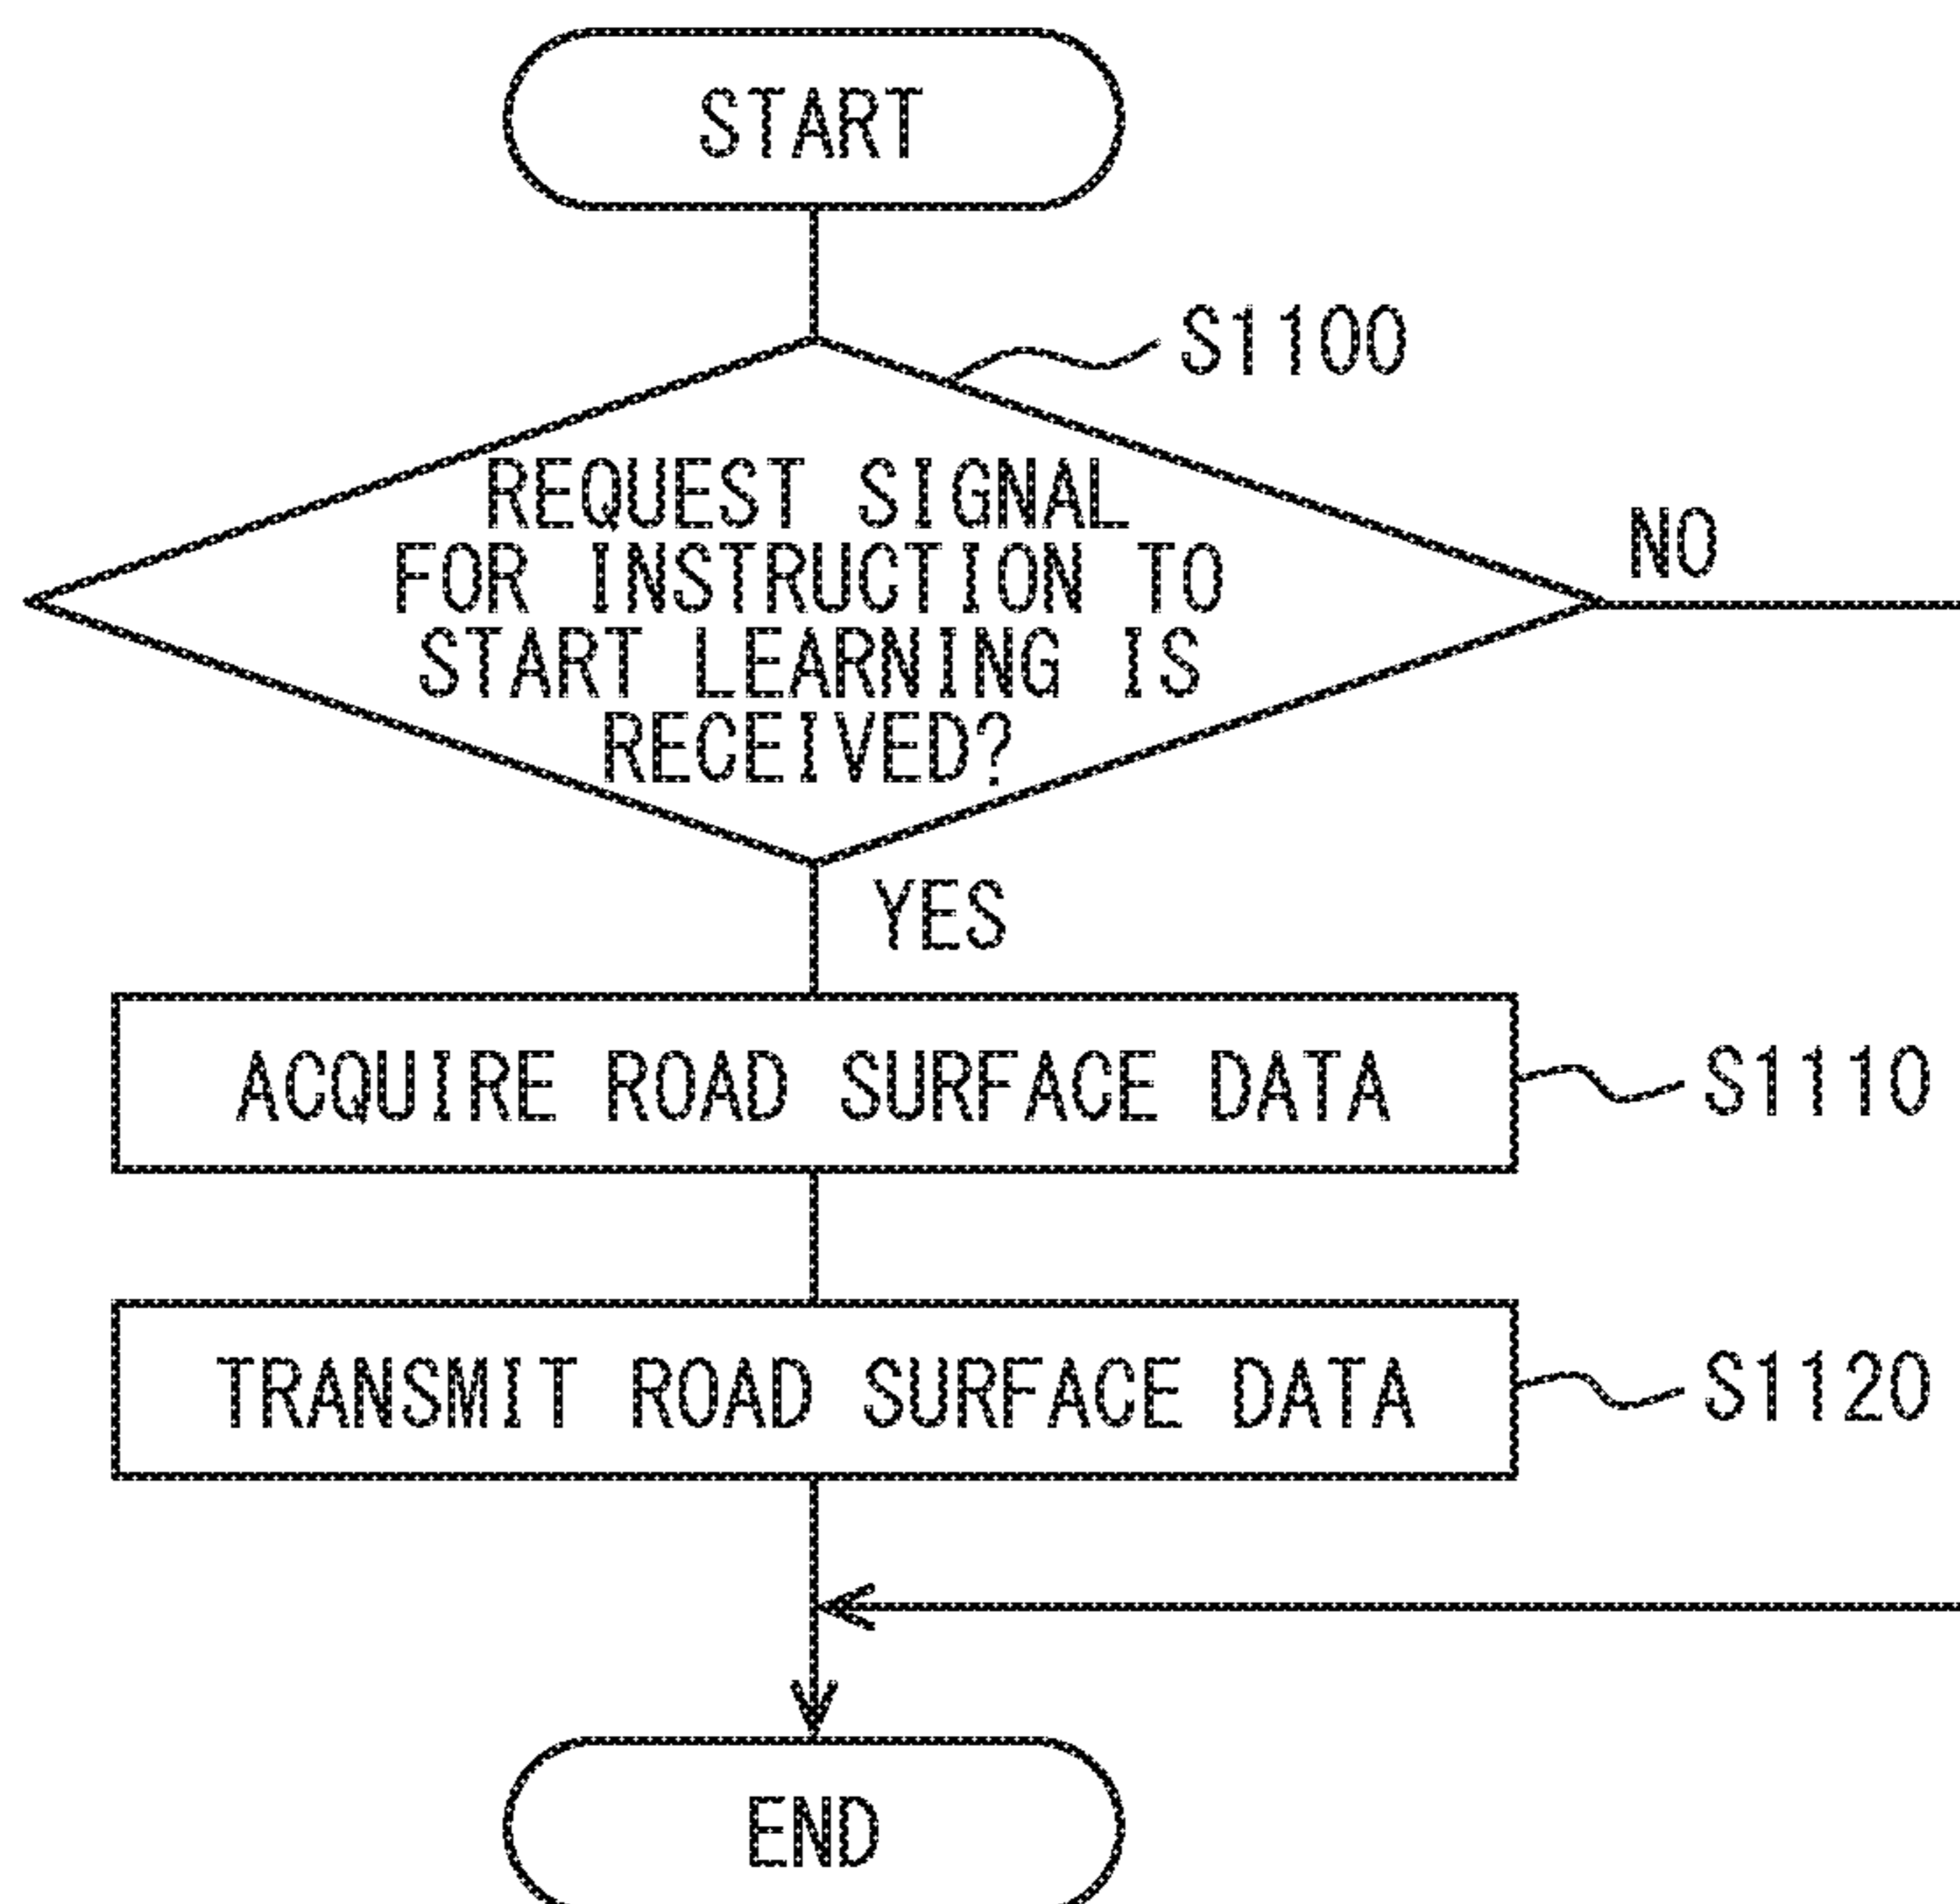 START
S1100
REQUEST SIGNAL
FOR INSTRUCTION TO
START LEARNING IS
RECEIVED?
NO
YES
ACQUIRE ROAD SURFACE DATA
S1110
TRANSMIT ROAD SURFACE DATA
S1120
END